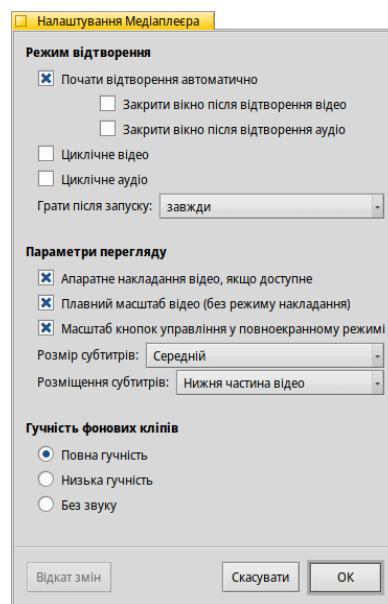 Налаштування Медіаплеєра
Режим відтворення
Почати відтворення автоматично
Закрити вікно після відтворення відео
Закрити вікно після відтворення аудіо
Циклічне відео
Циклічне аудіо
Грати після запуску: завжди
Параметри перегляду
Апаратне накладання відео, якщо доступне
Плавний масштаб відео (без режиму накладання)
Масштаб кнопок управління у повноекранному режимі
Розмір субтитрів: Середній
Розміщення субтитрів: Нижня частина відео
Гучність фонових кліпів
Повна гучність
Низька гучність
Без звуку
Відкат змін Скасувати ОК